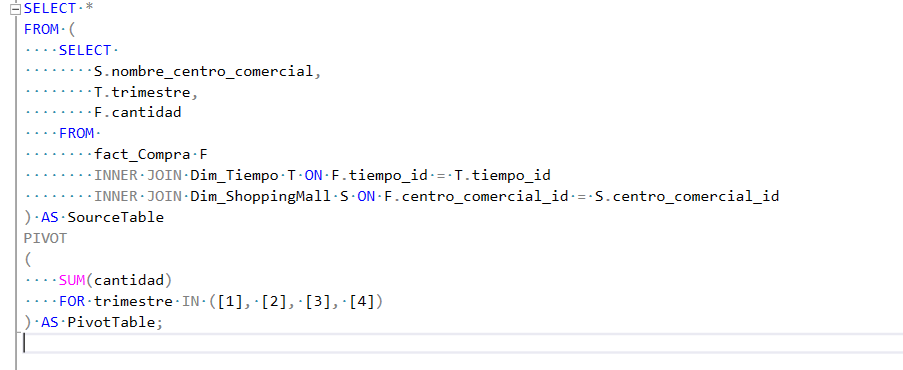 SELECT *
FROM (
    SELECT
        S.nombre_centro_comercial,
        T.trimestre,
        F.cantidad
    FROM
        fact_Compra F
        INNER JOIN Dim_Tiempo T ON F.tiempo_id = T.tiempo_id
        INNER JOIN Dim_ShoppingMall S ON F.centro_comercial_id = S.centro_comercial_id
) AS SourceTable
PIVOT
(
    SUM(cantidad)
    FOR trimestre IN ([1], [2], [3], [4])
) AS PivotTable;